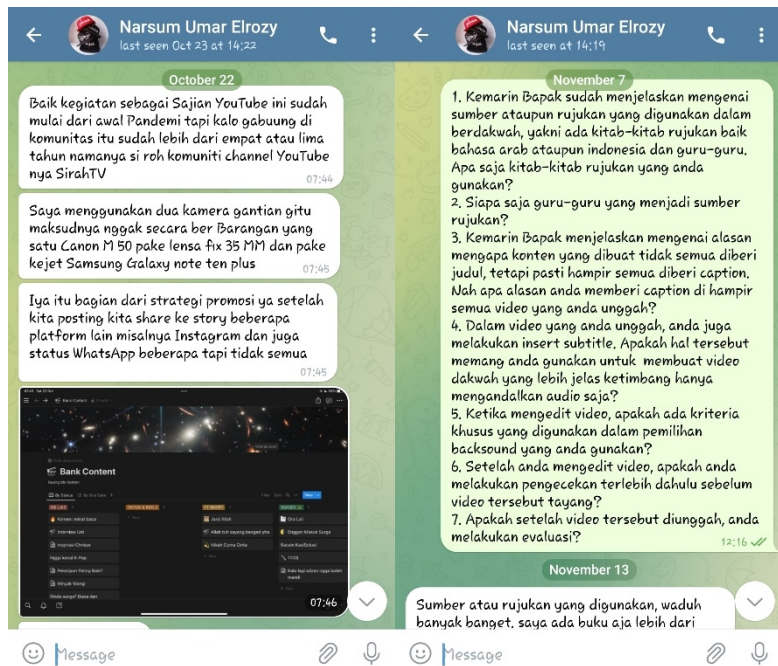 Narsum Umar Elrozy
last seen Oct 23 at 14:22
October 22
Baik kegiatan sebagai Sajian YouTube ini sudah
mulai dari awal Pandemi tapi kalo gabuung di
komunitas itu sudah lebih dari empat atau lima
tahun namanya si roh komuniti channel YouTube
nya SirahTV
07:44
Saya menggunakan dua kamera gantian gitu
maksudnya nggak secara ber Barangan yang
satu Canon M 50 pake lensa fix 35 MM dan pake
kejet Samsung Galaxy note ten plus
07:45
Iya itu bagian dari strategi promosi ya setelah
kita posting kita share ke story beberapa
platform lain misalnya Instagram dan juga
status WhatsApp beberapa tapi tidak semua
07:45
Bank Content
Bank Content
By Status
07:46
Message
Narsum Umar Elrozy
last seen at 14:19
November 7
1. Kemarin Bapak sudah menjelaskan mengenai
sumber ataupun rujukan yang digunakan dalam
berdakwah, yakni ada kitab-kitab rujukan baik
bahasa arab ataupun indonesia dan guru-guru.
Apa saja kitab-kitab rujukan yang anda
gunakan?
2. Siapa saja guru-guru yang menjadi sumber
rujukan?
3. Kemarin Bapak menjelaskan mengenai alasan
mengapa konten yang dibuat tidak semua diberi
judul, tetapi pasti hampir semua diberi caption.
Nah apa alasan anda memberi caption di hampir
semua video yang anda unggah?
4. Dalam video yang anda unggah, anda juga
melakukan insert subtitle. Apakah hal tersebut
memang anda gunakan untuk membuat video
dakwah yang lebih jelas ketimbang hanya
mengandalkan audio saja?
5. Ketika mengedit video, apakah ada kriteria
khusus yang digunakan dalam pemilihan
backsound yang anda gunakan?
6. Setelah anda mengedit video, apakah anda
melakukan pengecekan terlebih dahulu sebelum
video tersebut tayang?
7. Apakah setelah video tersebut diunggah, anda
melakukan evaluasi?
12:16
November 13
Sumber atau rujukan yang digunakan, waduh
banyak banget. saya ada buku aja lebih dari
Message